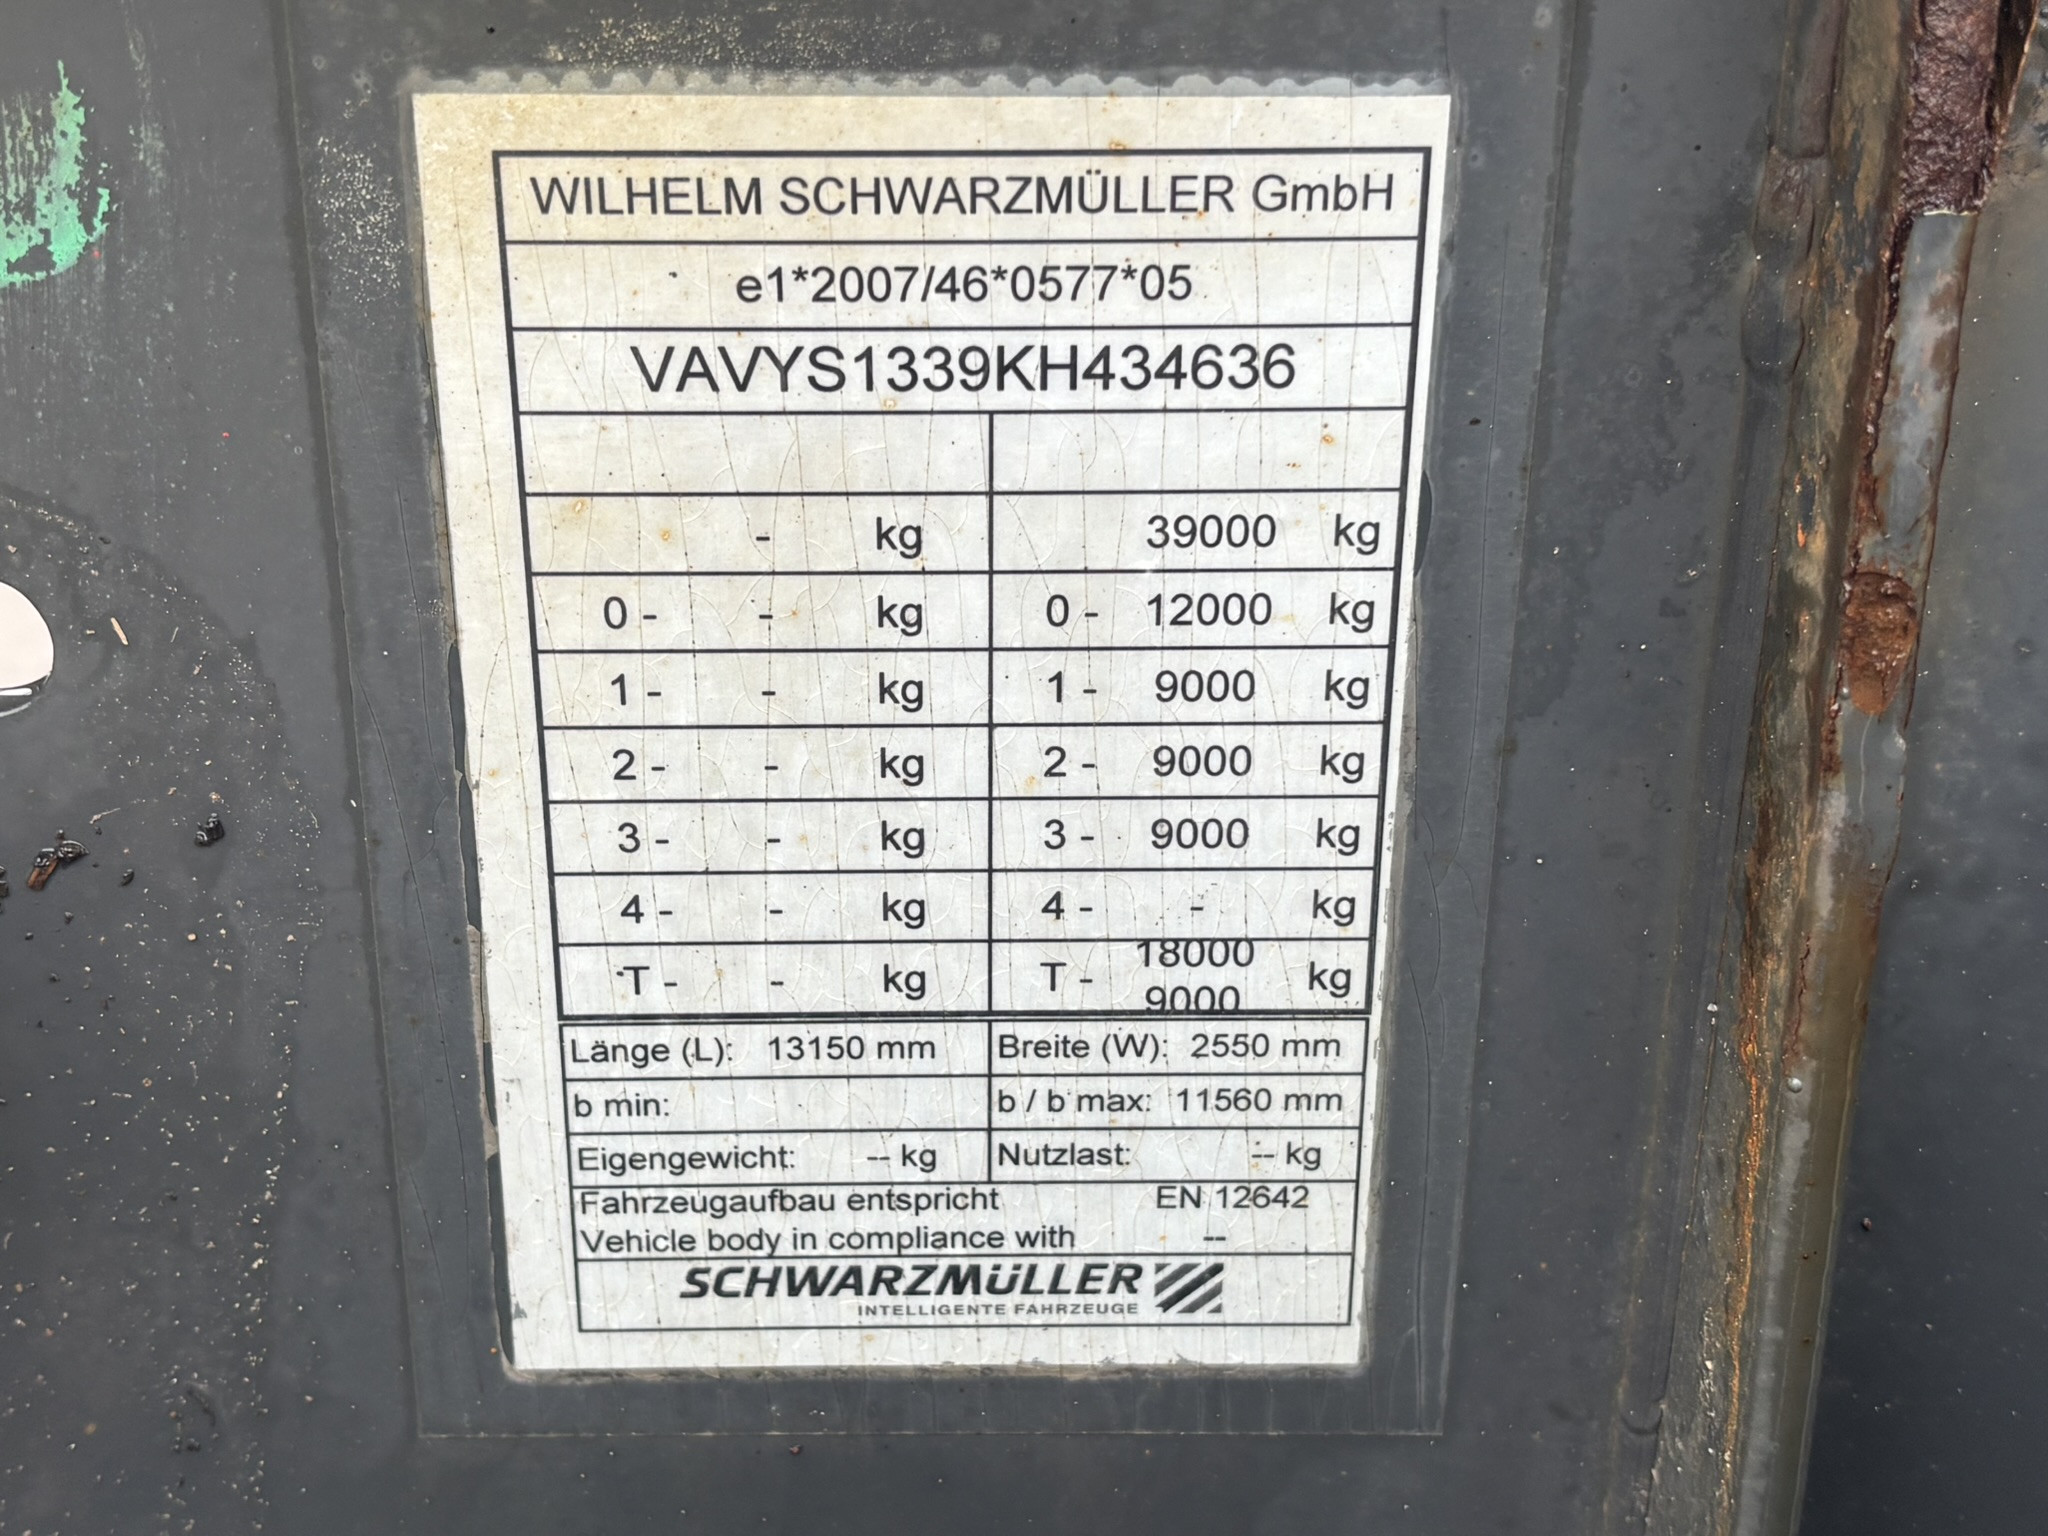 WILHELM SCHWARZMÜLLER GmbH
e1*2007/46*0577*05
VAVYS1339KH434636
- kg 39000 kg
0 - - kg 0 - 12000 kg
1 - - kg 1 - 9000 kg
2 - - kg 2 - 9000 kg
3 - - kg 3 - 9000 kg
4 - - kg 4 - - kg
T - - kg T - 18000 kg
9000
Länge (L): 13150 mm Breite (W): 2550 mm
b min: b / b max: 11560 mm
Eigengewicht: -- kg Nutzlast: -- kg
Fahrzeugaufbau entspricht EN 12642
Vehicle body in compliance with --
SCHWARZMÜLLER
INTELLIGENTE FAHRZEUGE